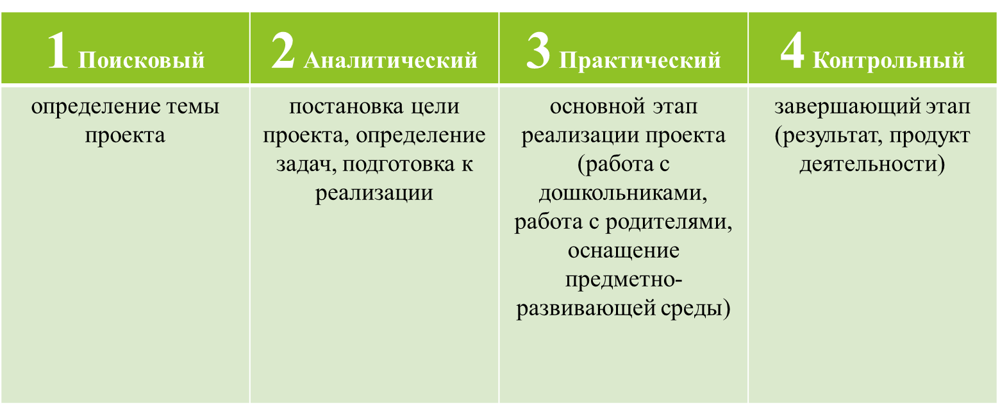 1 Поисковый
2 Аналитический
3 Практический
4 Контрольный
определение темы
проекта
постановка цели
проекта, определение
задач, подготовка к
реализации
основной этап
реализации проекта
(работа с
дошкольниками,
работа с родителями,
оснащение
предметно-
развивающей среды)
завершающий этап
(результат, продукт
деятельности)